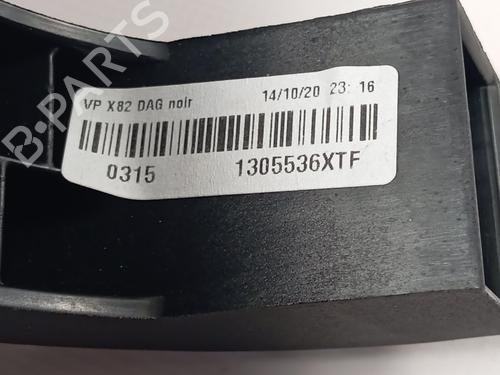 VP X82 DAG noir 14/10/20 23:16
0315 1305536XTF
B-PARTS